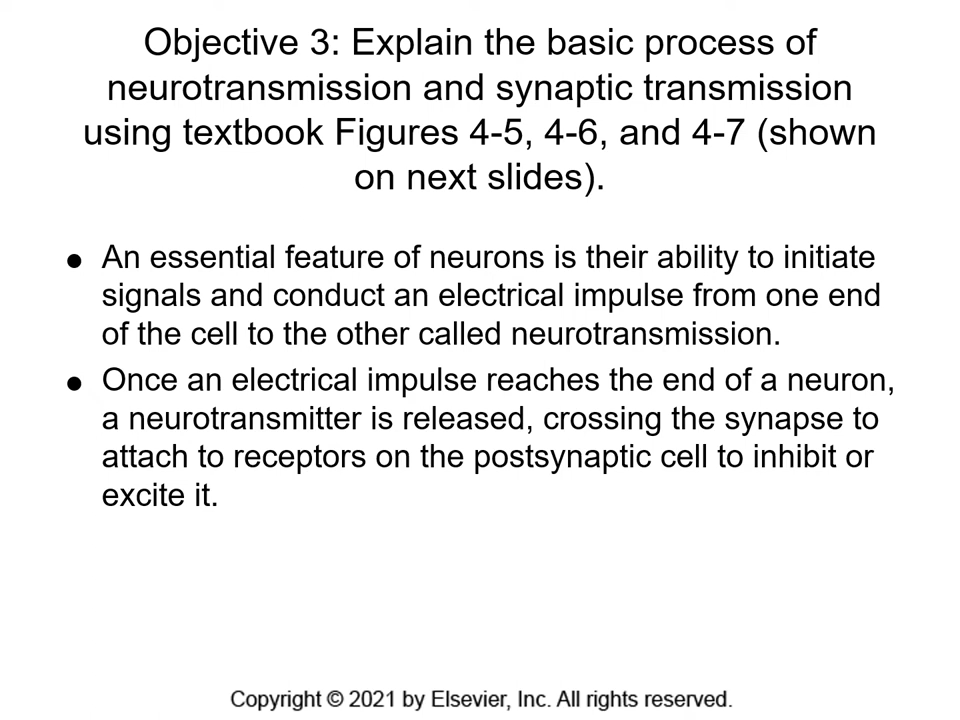 Objective 3: Explain the basic process of
neurotransmission and synaptic transmission
using textbook Figures 4-5, 4-6, and 4-7 (shown
on next slides).
● An essential feature of neurons is their ability to initiate
signals and conduct an electrical impulse from one end
of the cell to the other called neurotransmission.
● Once an electrical impulse reaches the end of a neuron,
a neurotransmitter is released, crossing the synapse to
attach to receptors on the postsynaptic cell to inhibit or
excite it.
Copyright © 2021 by Elsevier, Inc. All rights reserved.